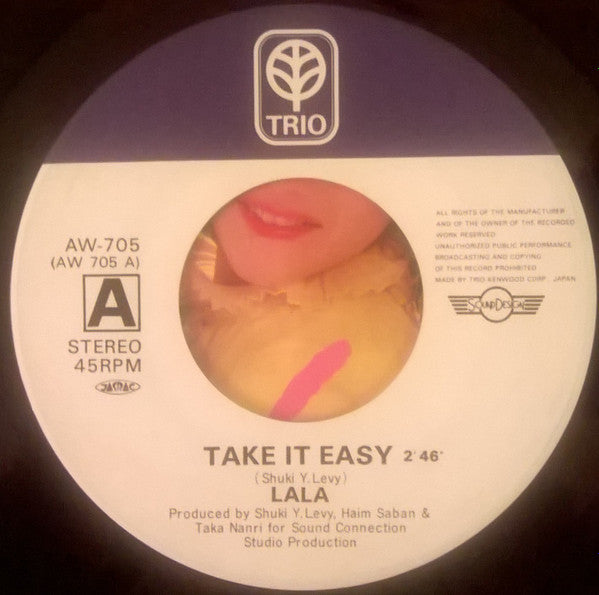 TRIO
AW-705
(AW 705 A)
A
STEREO
45RPM
JASRAC
ALL RIGHTS OF THE MANUFACTURER
AND OF THE OWNER OF THE RECORDED
WORK RESERVED
UNAUTHORIZED PUBLIC PERFORMANCE
BROADCASTING AND COPYING
OF THIS RECORD PROHIBITED
MADE BY TRIO-KENWOOD CORP., JAPAN
SOUND DESIGN
TAKE IT EASY 2'46"
(Shuki Y. Levy)
LALA
Produced by Shuki Y. Levy, Haim Saban &
Taka Nanri for Sound Connection
Studio Production